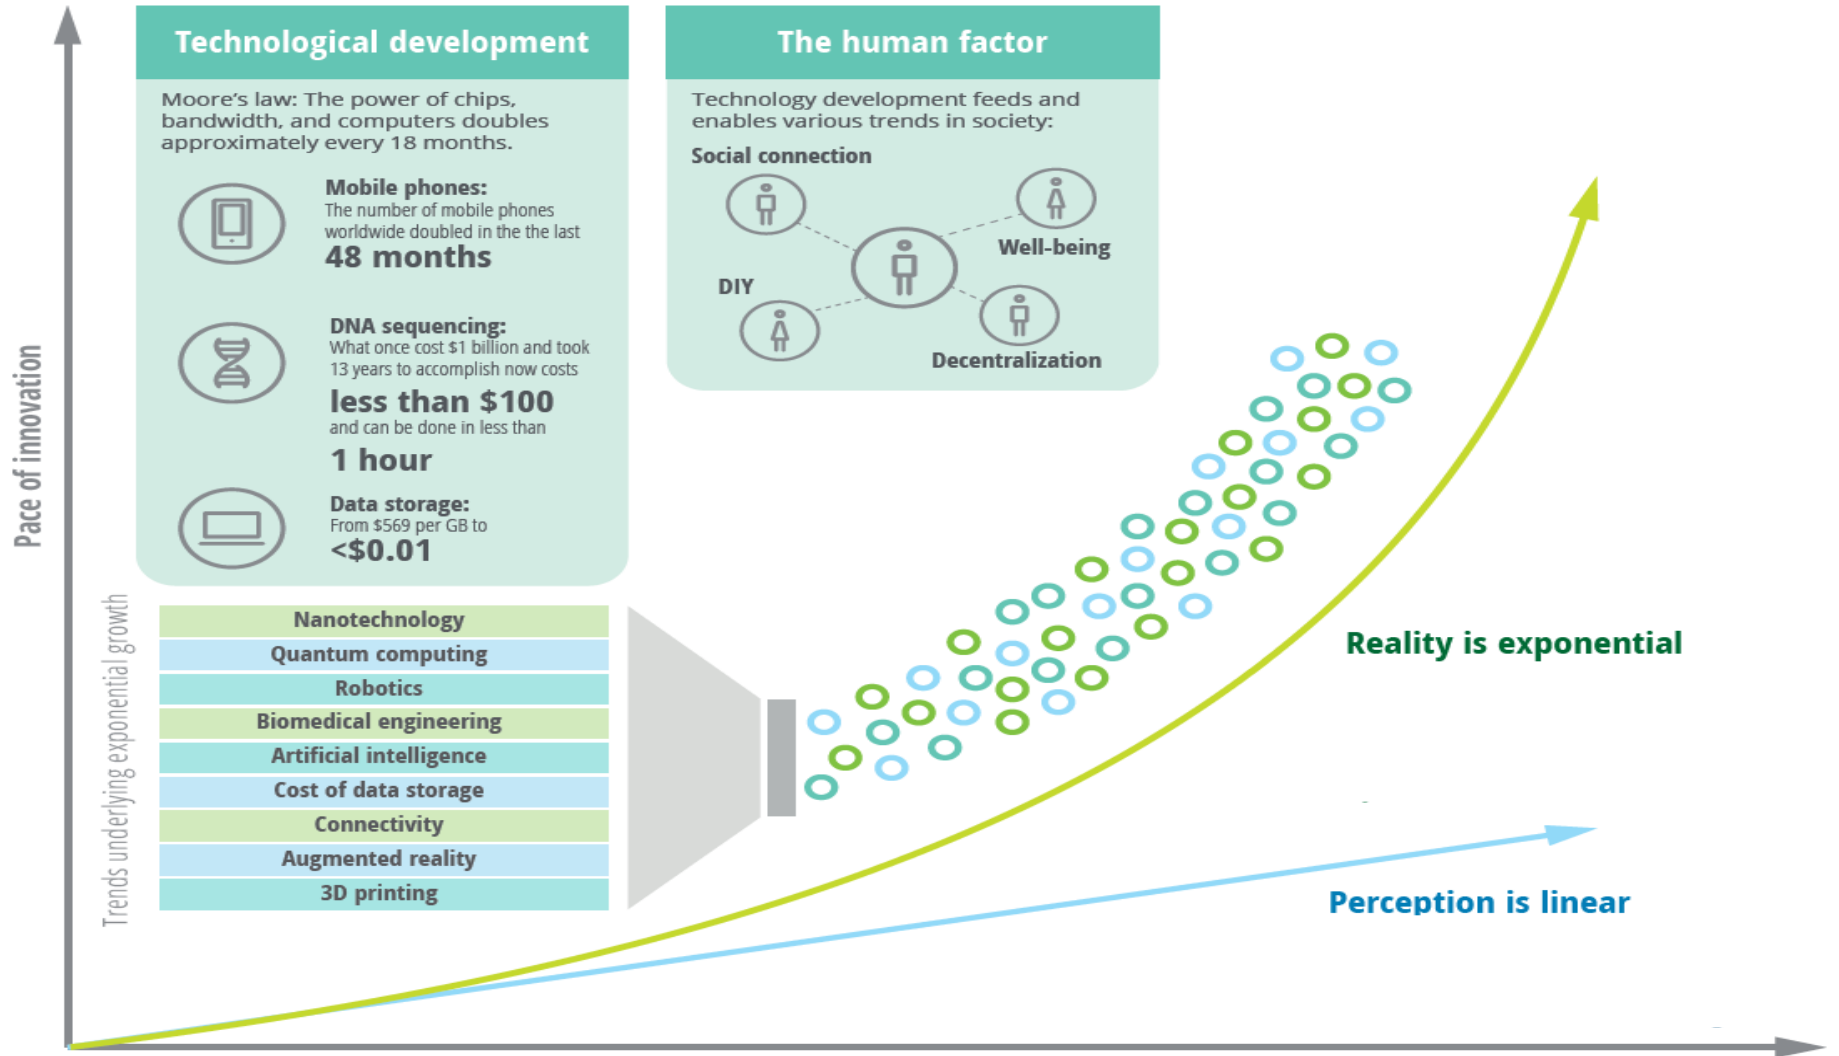 Technological development
Moore's law: The power of chips,
bandwidth, and computers doubles
approximately every 18 months.
Mobile phones:
The number of mobile phones
worldwide doubled in the the last
48 months
DNA sequencing:
What once cost $1 billion and took
13 years to accomplish now costs
less than $100
and can be done in less than
1 hour
Data storage:
From $569 per GB to
<$0.01
The human factor
Technology development feeds and
enables various trends in society:
Social connection
Well-being
DIY
Decentralization
Pace of innovation
Trends underlying exponential growth
Nanotechnology
Quantum computing
Robotics
Biomedical engineering
Artificial intelligence
Cost of data storage
Connectivity
Augmented reality
3D printing
Reality is exponential
Perception is linear